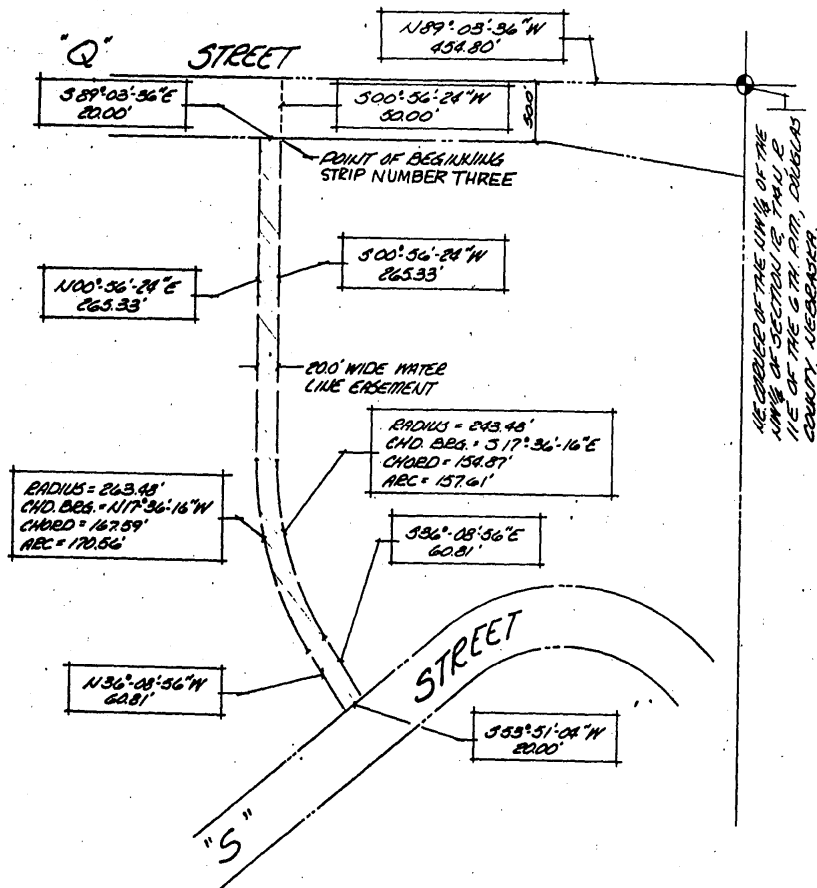 N89°-03'-36"W
454.80'
"Q" STREET
S89°-03'-36"E
20.00'
S00°-56'-24"W
50.00'
50.0'
POINT OF BEGINNING
STRIP NUMBER THREE
NE CORNER OF THE NW¼ OF THE
NW¼ OF SECTION 12, T14N, R
11E OF THE 6TH P.M., DOUGLAS
COUNTY, NEBRASKA.
N00°-56'-24"E
265.33'
S00°-56'-24"W
265.33'
20.0' WIDE WATER
LINE EASEMENT
RADIUS = 243.48'
CHD. BRG. = S17°-36'-16"E
CHORD = 154.87'
ARC = 157.61'
RADIUS = 263.48'
CHD. BRG. = N17°-36'-16"W
CHORD = 167.59'
ARC = 170.56'
S36°-08'-56"E
60.81'
N36°-08'-56"W
60.81'
S53°-51'-04"W
20.00'
"S" STREET